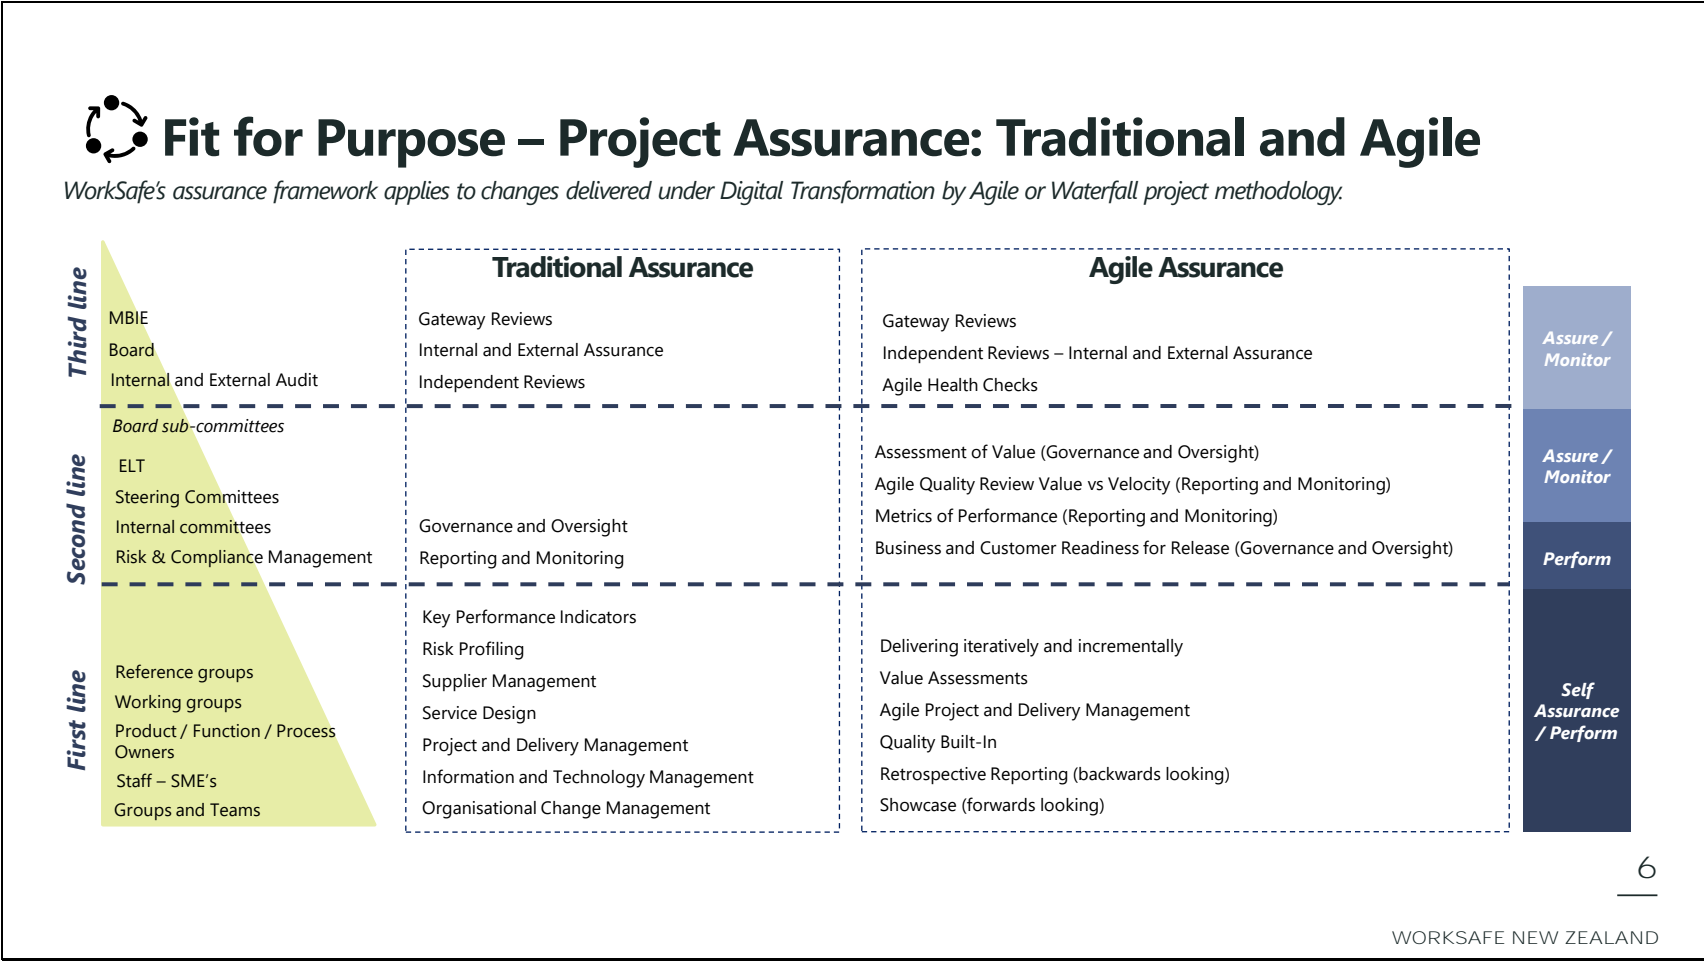 Fit for Purpose – Project Assurance: Traditional and Agile
WorkSafe's assurance framework applies to changes delivered under Digital Transformation by Agile or Waterfall project methodology.
Third line
MBIE
Board
Internal and External Audit
Traditional Assurance
Gateway Reviews
Internal and External Assurance
Independent Reviews
Agile Assurance
Gateway Reviews
Independent Reviews – Internal and External Assurance
Agile Health Checks
Assure /
Monitor
Second line
Board sub-committees
ELT
Steering Committees
Internal committees
Risk & Compliance Management
Governance and Oversight
Reporting and Monitoring
Assessment of Value (Governance and Oversight)
Agile Quality Review Value vs Velocity (Reporting and Monitoring)
Metrics of Performance (Reporting and Monitoring)
Business and Customer Readiness for Release (Governance and Oversight)
Assure /
Monitor
Perform
First line
Reference groups
Working groups
Product / Function / Process
Owners
Staff – SME's
Groups and Teams
Key Performance Indicators
Risk Profiling
Supplier Management
Service Design
Project and Delivery Management
Information and Technology Management
Organisational Change Management
Delivering iteratively and incrementally
Value Assessments
Agile Project and Delivery Management
Quality Built-In
Retrospective Reporting (backwards looking)
Showcase (forwards looking)
Self
Assurance
/ Perform
6
WORKSAFE NEW ZEALAND